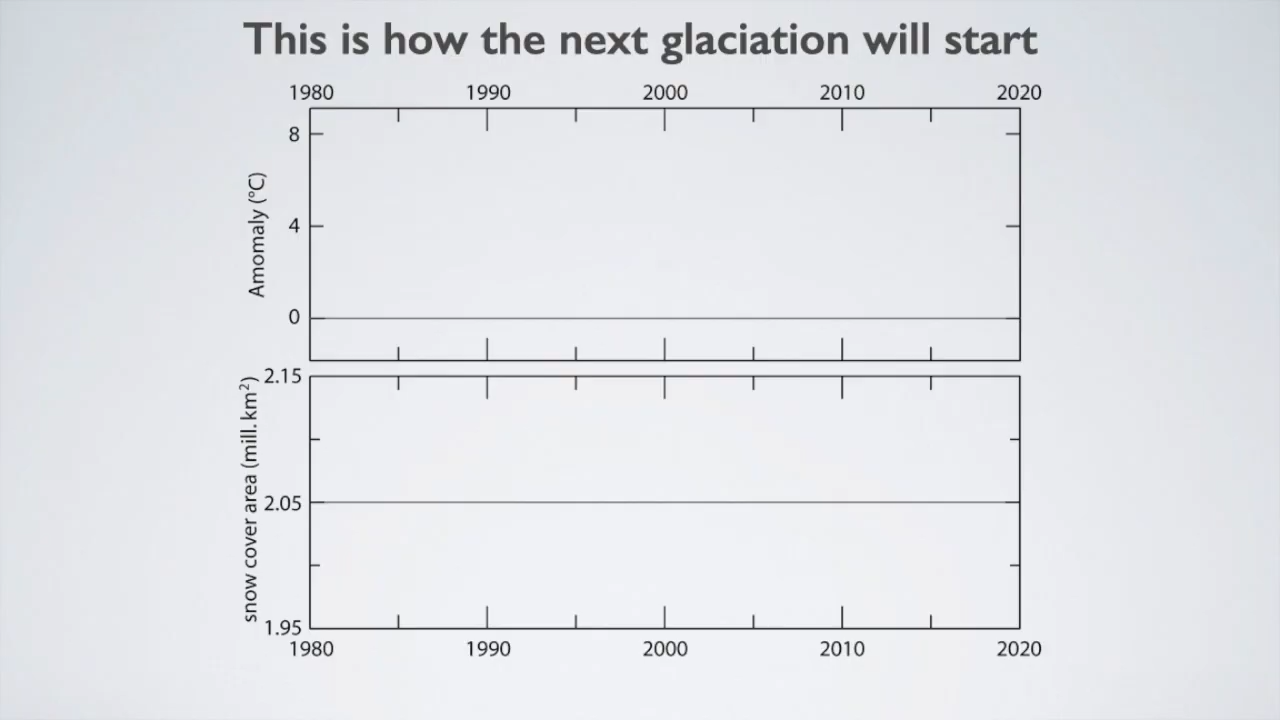 This is how the next glaciation will start
1980 1990 2000 2010 2020
8
4
0
Amomaly (°C)
2.15
2.05
1.95
snow cover area (mill. km²)
1980 1990 2000 2010 2020